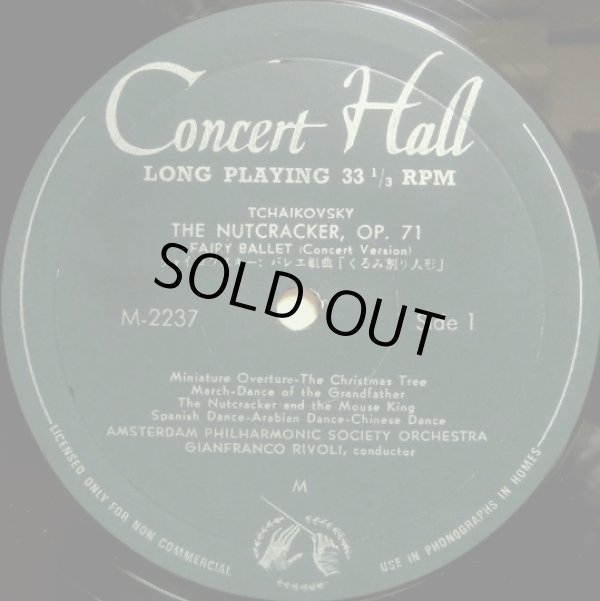 Concert Hall
LONG PLAYING 33 1/3 RPM
TCHAIKOVSKY
THE NUTCRACKER, OP. 71
FAIRY BALLET (Concert Version)
バレエ組曲「くるみ割り人形」
SOLD OUT
M-2237 Side 1
Miniature Overture-The Christmas Tree
March-Dance of the Grandfather
The Nutcracker and the Mouse King
Spanish Dance-Arabian Dance-Chinese Dance
AMSTERDAM PHILHARMONIC SOCIETY ORCHESTRA
GIANFRANCO RIVOLI, conductor
M
LICENSED ONLY FOR NON COMMERCIAL USE IN PHONOGRAPHS IN HOMES